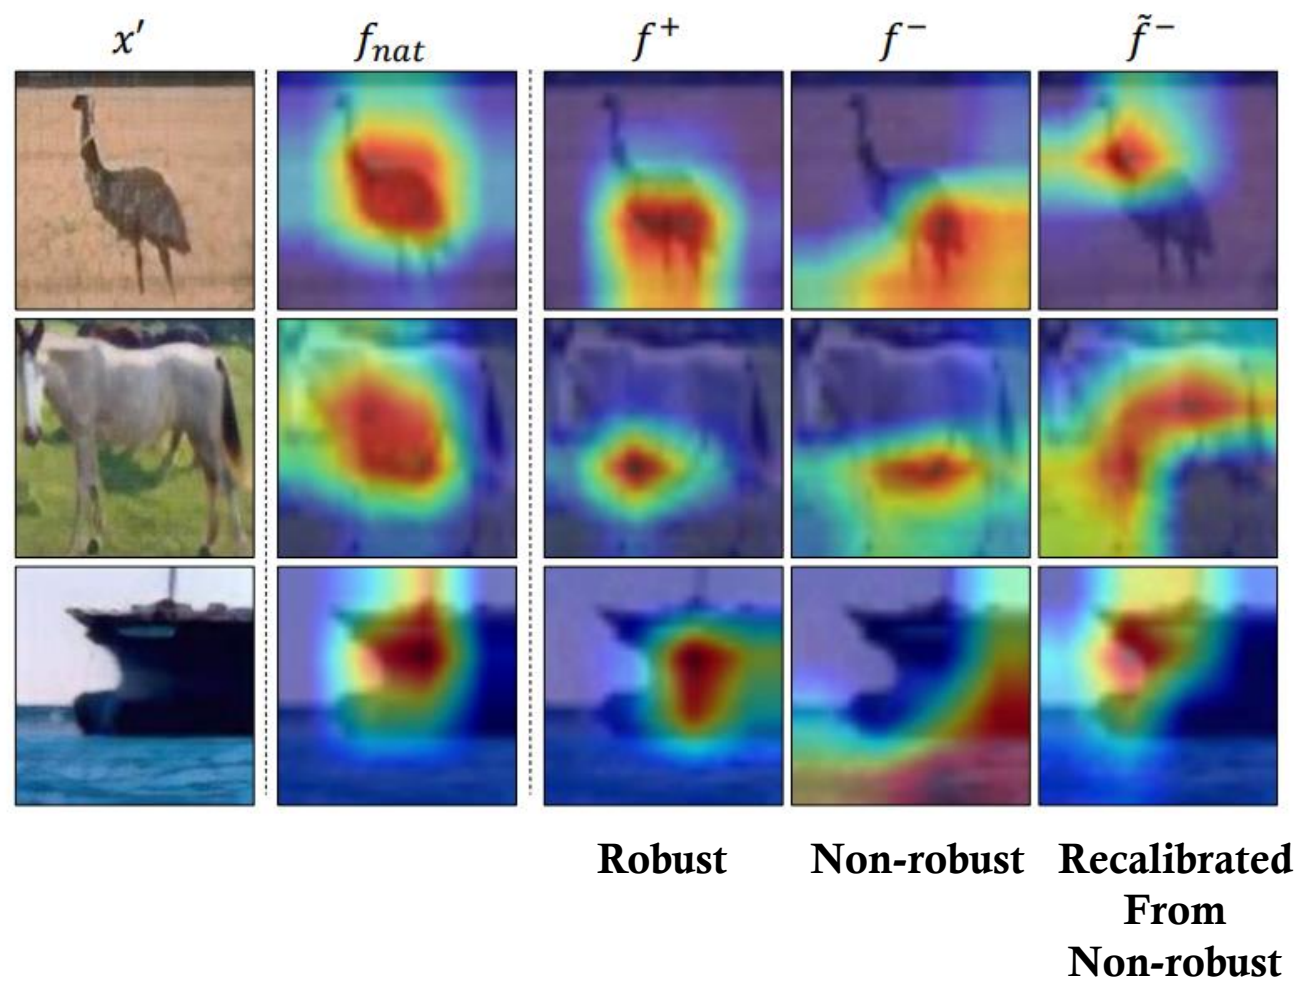 x′ f_nat f⁺ f⁻ f̃⁻
Robust Non-robust Recalibrated
From
Non-robust